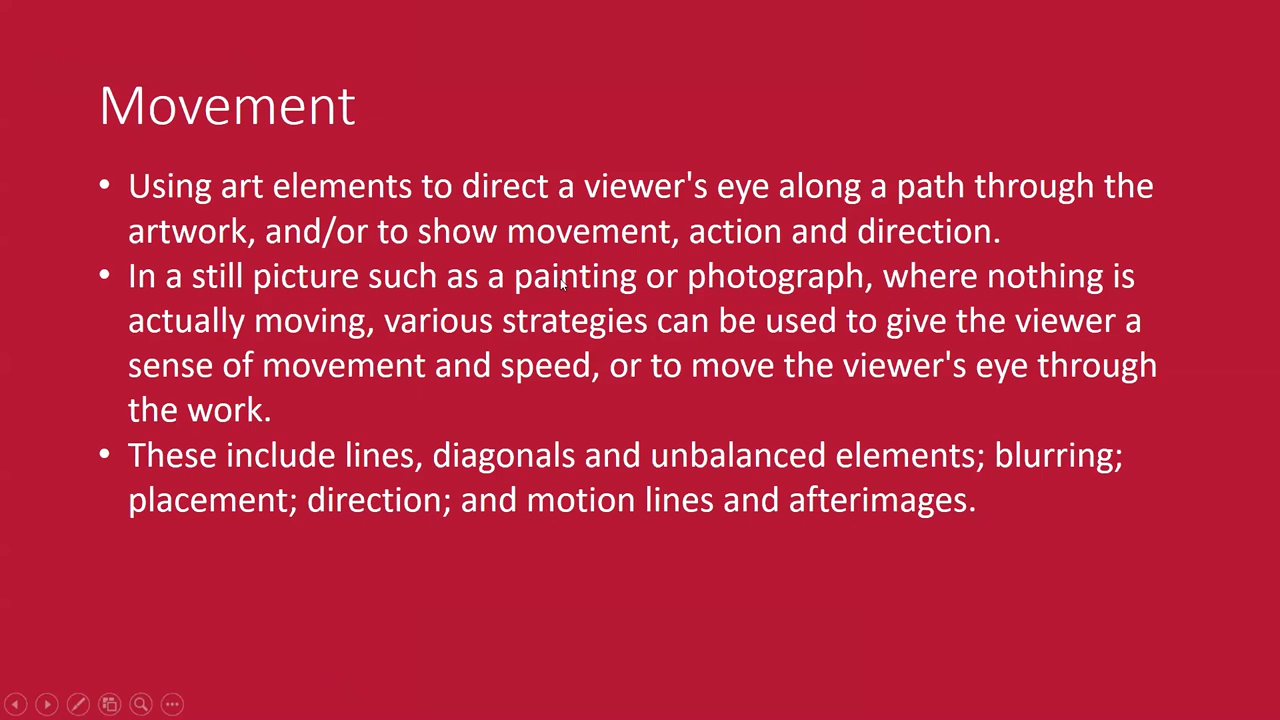 Movement
• Using art elements to direct a viewer's eye along a path through the
artwork, and/or to show movement, action and direction.
• In a still picture such as a painting or photograph, where nothing is
actually moving, various strategies can be used to give the viewer a
sense of movement and speed, or to move the viewer's eye through
the work.
• These include lines, diagonals and unbalanced elements; blurring;
placement; direction; and motion lines and afterimages.